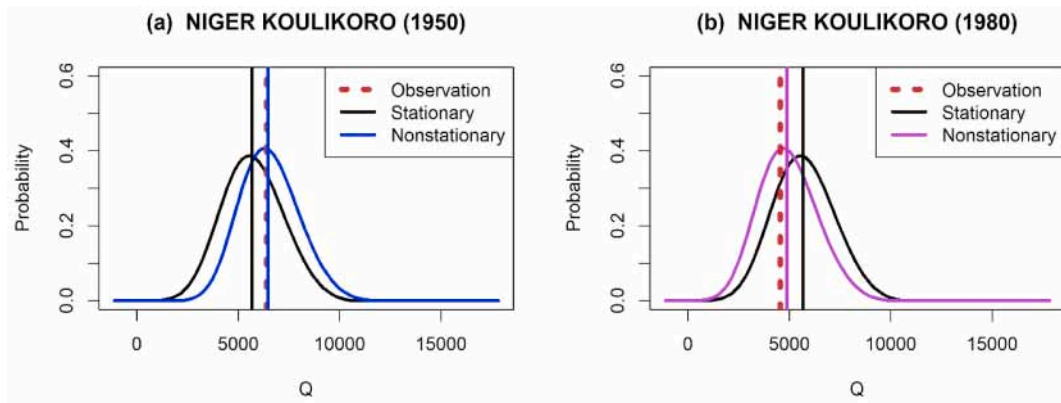 (a) NIGER KOULIKORO (1950)
0.6
0.4
0.2
0.0
Probability
Observation
Stationary
Nonstationary
0 5000 10000 15000
Q
(b) NIGER KOULIKORO (1980)
0.6
0.4
0.2
0.0
Probability
Observation
Stationary
Nonstationary
0 5000 10000 15000
Q